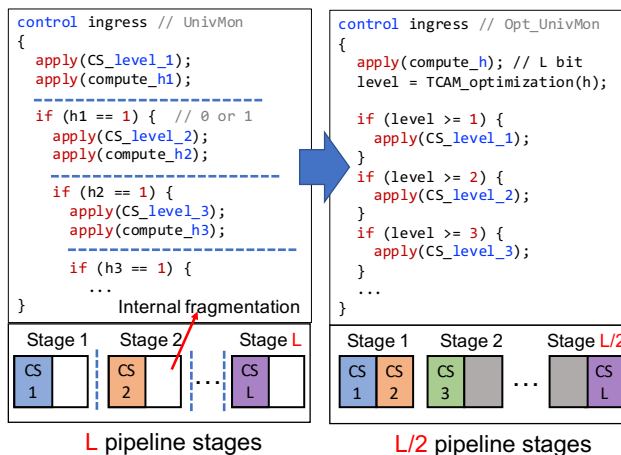 control ingress // UnivMon
{
apply(CS_level_1);
apply(compute_h1);
if (h1 == 1) { // 0 or 1
apply(CS_level_2);
apply(compute_h2);
if (h2 == 1) {
apply(CS_level_3);
apply(compute_h3);
if (h3 == 1) {
...
}
Internal fragmentation
Stage 1 Stage 2 Stage L
CS 
1
CS
2
...
CS
L
L pipeline stages
control ingress // Opt_UnivMon
{
apply(compute_h); // L bit
level = TCAM_optimization(h);
if (level >= 1) {
apply(CS_level_1);
}
if (level >= 2) {
apply(CS_level_2);
}
if (level >= 3) {
apply(CS_level_3);
}
...
}
Stage 1 Stage 2 Stage L/2
CS
1
CS
2
CS
3
...
CS
L
L/2 pipeline stages